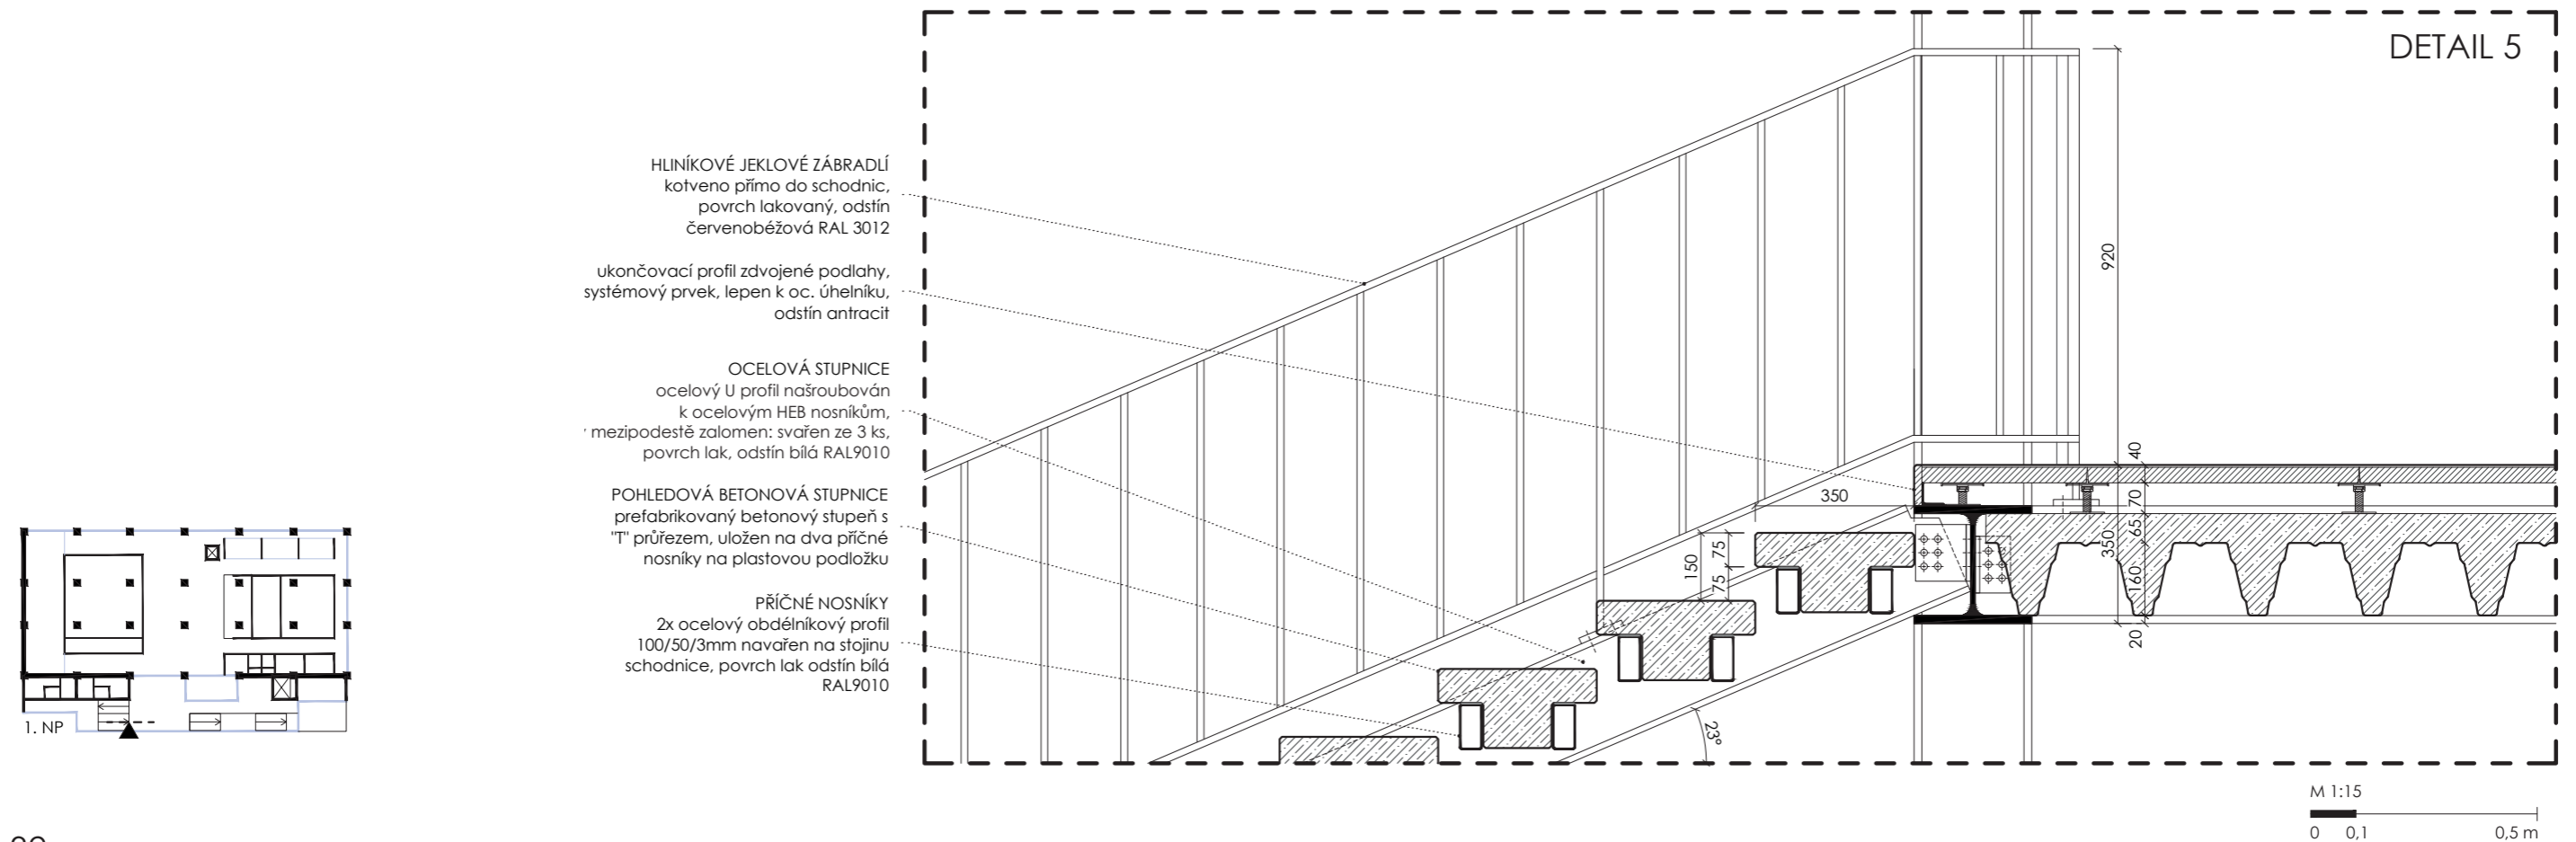 DETAIL 5
HLINÍKOVÉ JEKLOVÉ ZÁBRADLÍ
kotveno přímo do schodnic,
povrch lakovaný, odstín
červenobéžová RAL 3012
ukončovací profil zdvojené podlahy,
systémový prvek, lepen k oc. úhelníku,
odstín antracit
OCELOVÁ STUPNICE
ocelový U profil našroubován
k ocelovým HEB nosníkům,
mezipodestě zalomen: svařen ze 3 ks,
povrch lak, odstín bílá RAL9010
POHLEDOVÁ BETONOVÁ STUPNICE
prefabrikovaný betonový stupeň s
"T" průřezem, uložen na dva příčné
nosníky na plastovou podložku
PŘÍČNÉ NOSNÍKY
2x ocelový obdélníkový profil
100/50/3mm navařen na stojinu
schodnice, povrch lak odstín bílá
RAL9010
920
40
350
70
65
350
160
20
150
75
75
23°
1. NP
M 1:15
0 0,1 0,5 m